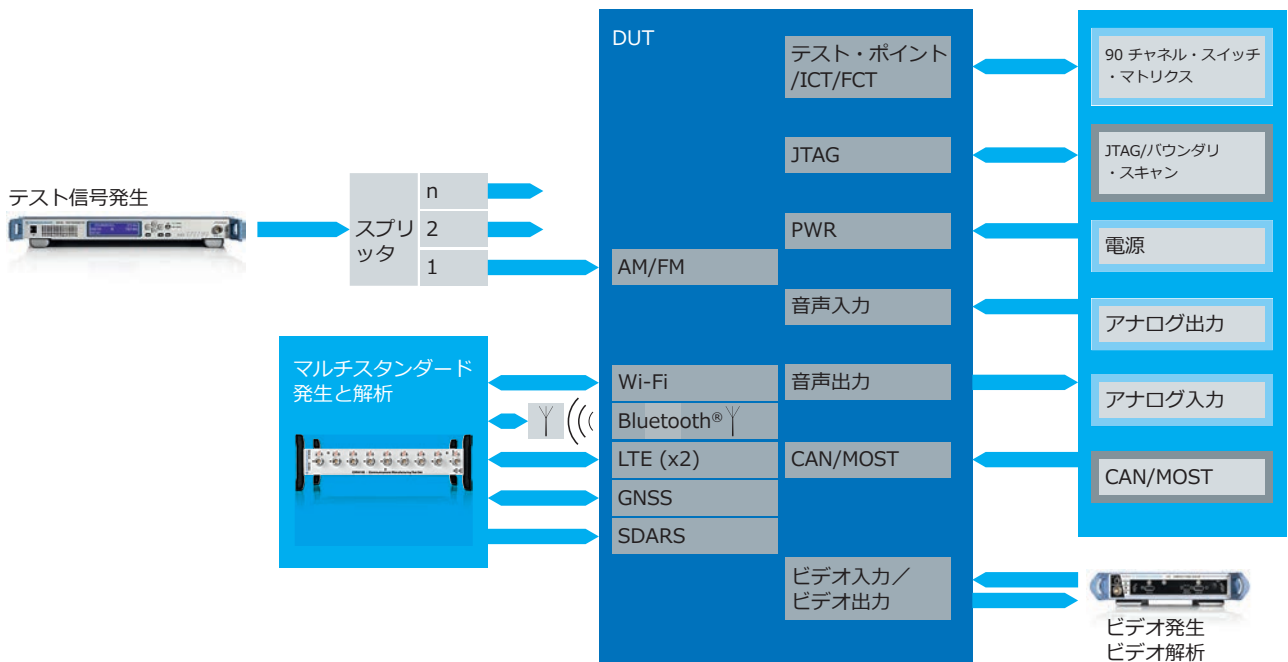 テスト信号発生
スプリ
ッタ
n
2
1
マルチスタンダード
発生と解析
DUT
AM/FM
Wi-Fi
Bluetooth®
LTE (x2)
GNSS
SDARS
テスト・ポイント
/ICT/FCT
JTAG
PWR
音声入力
音声出力
CAN/MOST
ビデオ入力／
ビデオ出力
90 チャネル・スイッチ
・マトリクス
JTAG/バウンダリ
・スキャン
電源
アナログ出力
アナログ入力
CAN/MOST
ビデオ発生
ビデオ解析